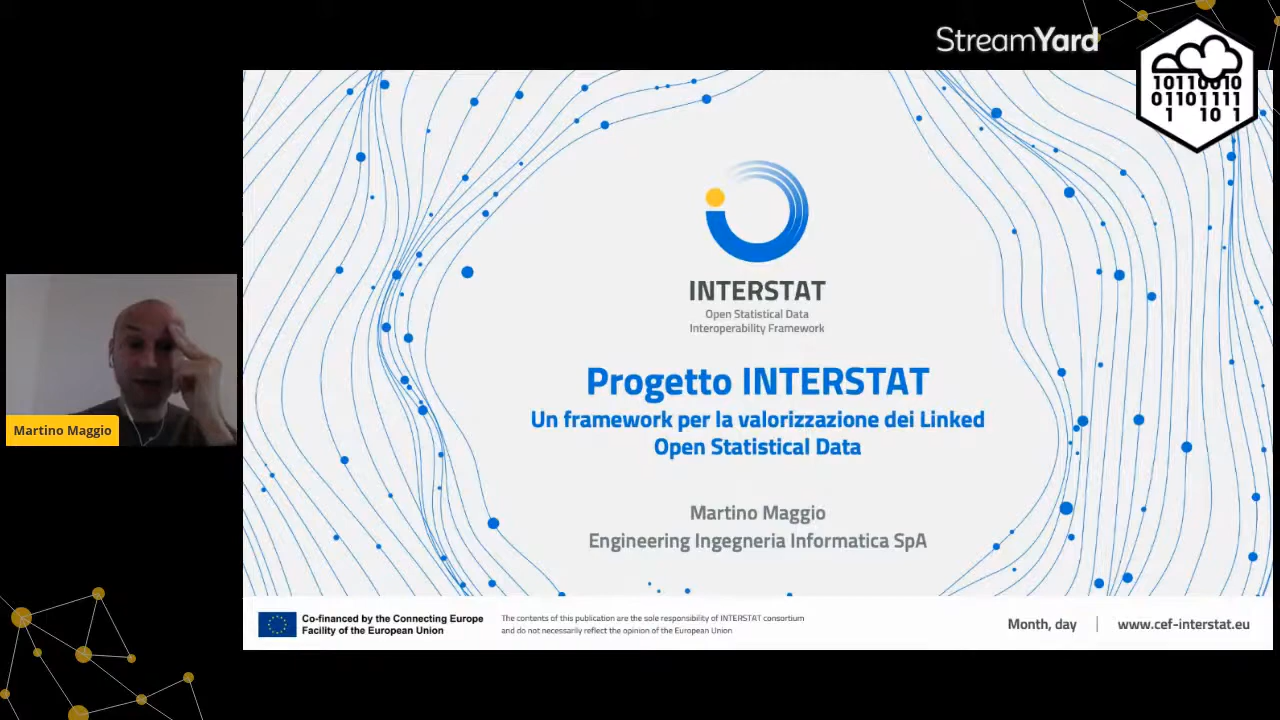 StreamYard
10110010
01101111
1 10 1
INTERSTAT
Open Statistical Data
Interoperability Framework
Progetto INTERSTAT
Un framework per la valorizzazione dei Linked
Open Statistical Data
Martino Maggio
Engineering Ingegneria Informatica SpA
Martino Maggio
Co-financed by the Connecting Europe
Facility of the European Union
The contents of this publication are the sole responsibility of INTERSTAT consortium
and do not necessarily reflect the opinion of the European Union
Month, day
www.cef-interstat.eu